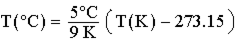 T(°C) = 5°C/9 K ( T(K) − 273.15 )